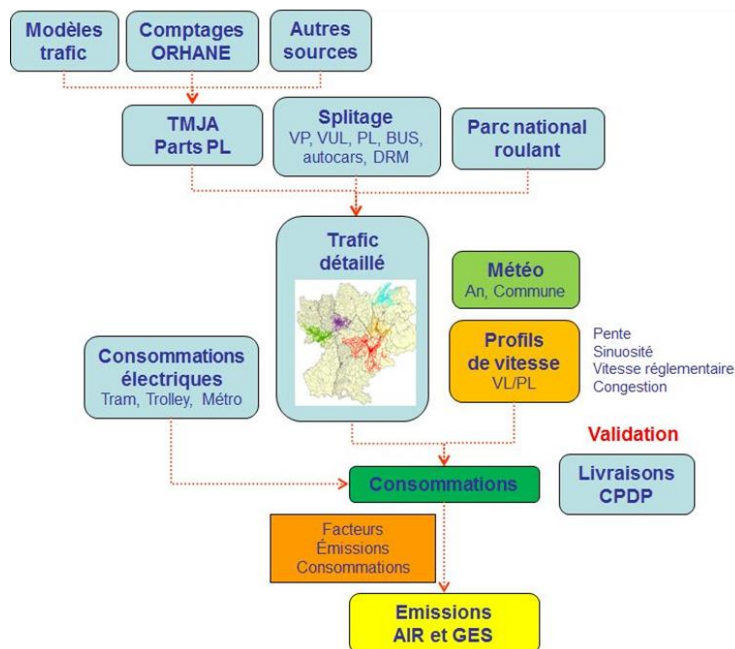 Modèles
trafic
Comptages
ORHANE
Autres
sources
TMJA
Parts PL
Splitage
VP, VUL, PL, BUS,
autocars, DRM
Parc national
roulant
Trafic
détaillé
Météo
An, Commune
Consommations
électriques
Tram, Trolley, Métro
Profils
de vitesse
VL/PL
Pente
Sinuosité
Vitesse réglementaire
Congestion
Validation
Consommations
Livraisons
CPDP
Facteurs
Émissions
Consommations
Emissions
AIR et GES